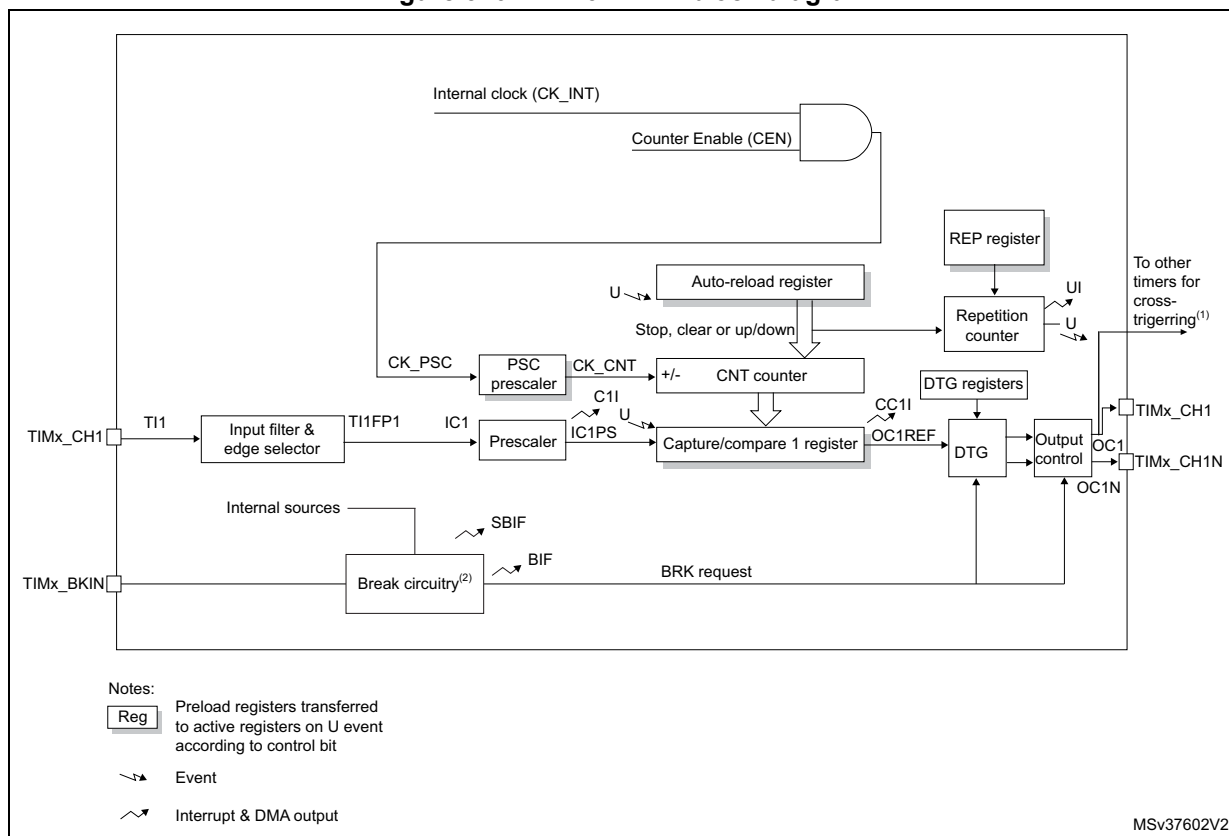 Internal clock (CK_INT)
Counter Enable (CEN)
REP register
To other
timers for
cross-
trigerring(1)
Auto-reload register
U
UI
Repetition
counter
U
Stop, clear or up/down
CK_PSC
PSC
prescaler
CK_CNT
+/-
CNT counter
DTG registers
TIMx_CH1
TI1
Input filter &
edge selector
TI1FP1
IC1
Prescaler
C1I
IC1PS
U
Capture/compare 1 register
CC1I
OC1REF
DTG
Output
control
OC1
TIMx_CH1
TIMx_CH1N
OC1N
Internal sources
SBIF
BIF
TIMx_BKIN
Break circuitry(2)
BRK request
Notes:
Reg
Preload registers transferred
to active registers on U event
according to control bit
Event
Interrupt & DMA output
MSv37602V2